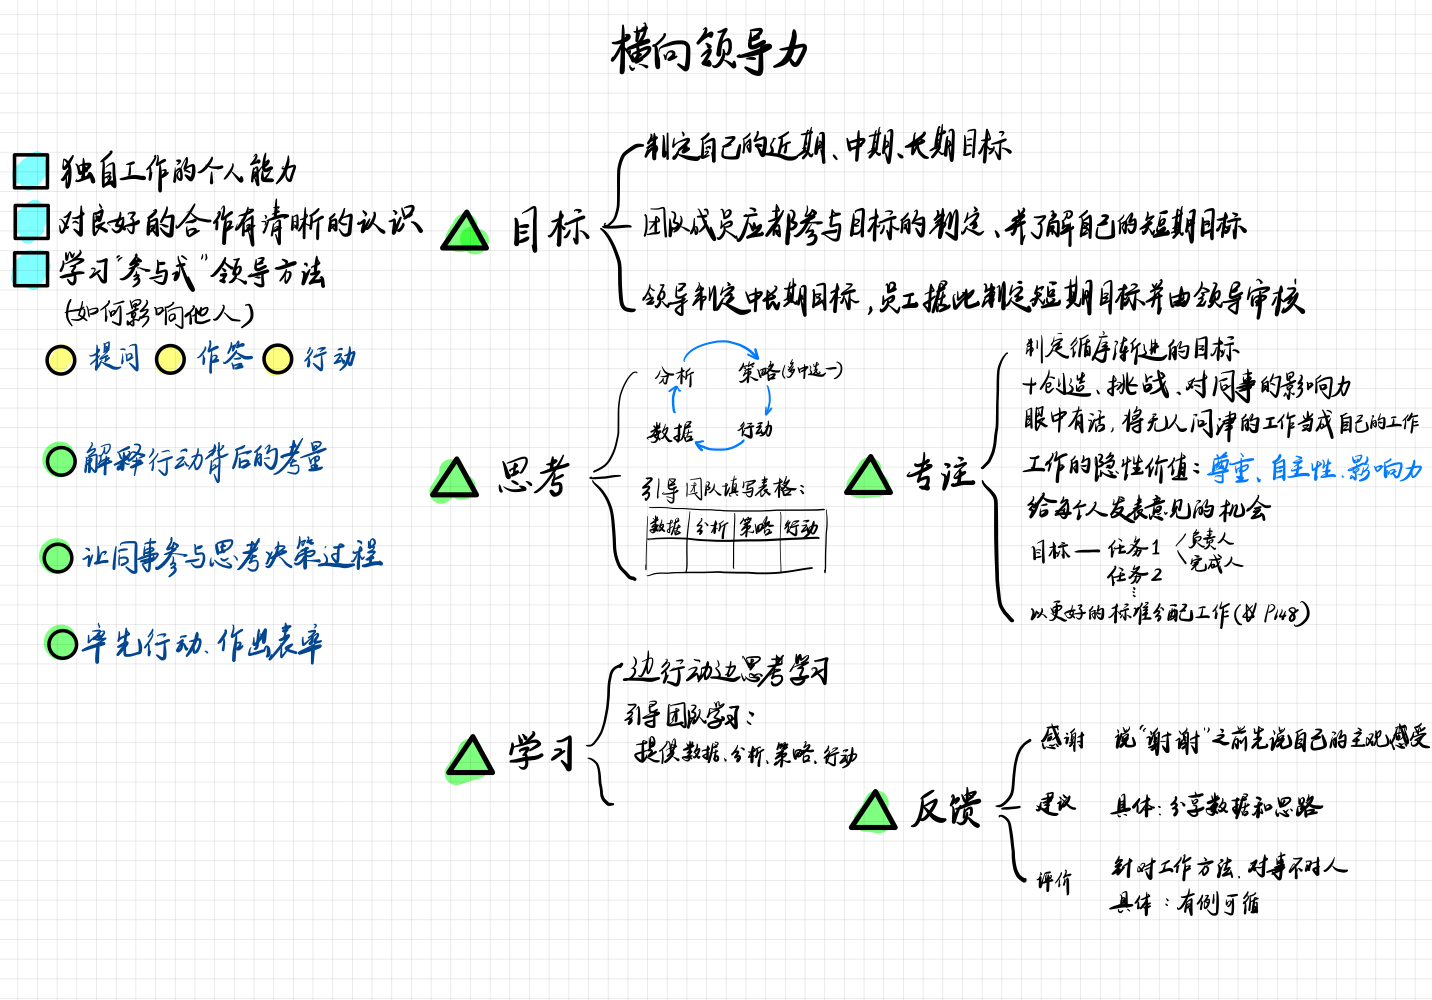 横向领导力
独自工作的个人能力
对良好的合作有清晰的认识
学习“参与式”领导方法
(如何影响他人)
提问 作答 行动
解释行动背后的考量
让同事参与思考决策过程
率先行动、作出表率
目标
制定自己的近期、中期、长期目标
团队成员应都参与目标的制定、并了解自己的短期目标
领导制定中长期目标，员工据此制定短期目标并由领导审核
思考
分析 策略(多中选一)
数据 行动
引导团队填写表格：
数据 分析 策略 行动
专注
制定循序渐进的目标
+创造、挑战、对同事的影响力
眼中有活，将无人问津的工作当成自己的工作
工作的隐性价值：尊重、自主性、影响力
给每个人发表意见的机会
目标 — 任务1 负责人
完成人
任务2
…
以更好的标准分配工作( P148)
学习
边行动边思考学习
引导团队学习：
提供数据、分析、策略、行动
反馈
感谢 说“谢谢”之前先说自己的主观感受
建议 具体：分享数据和思路
评价 针对工作方法、对事不对人
具体：有例可循